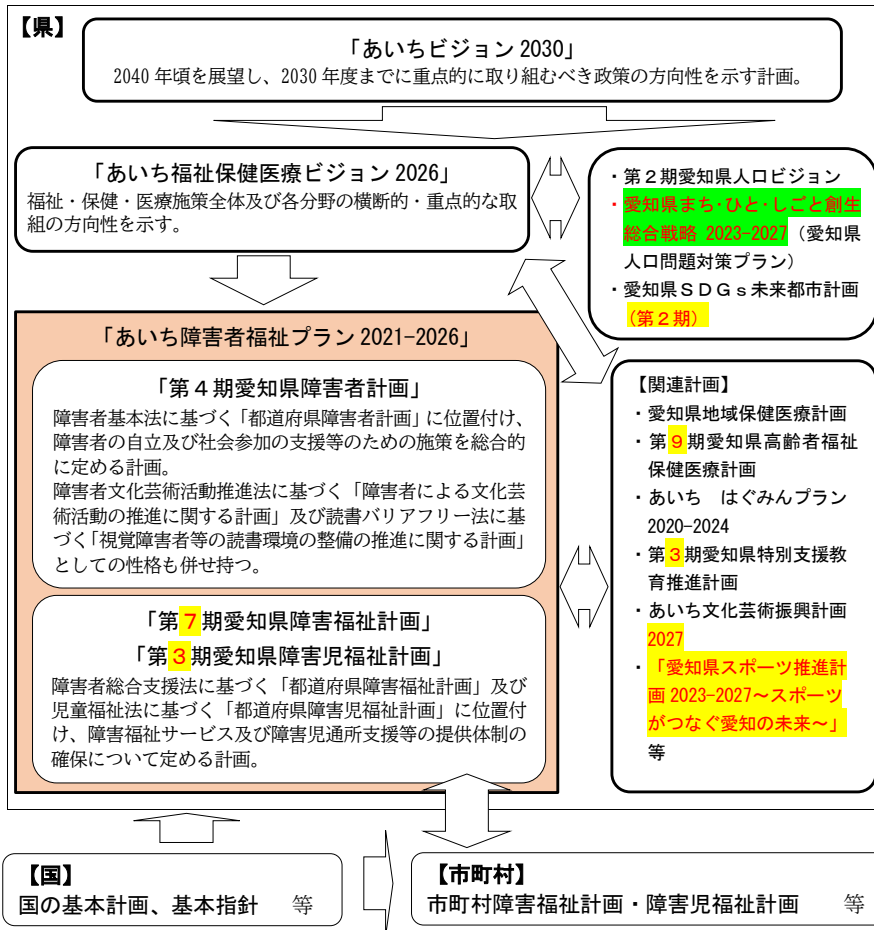 【県】
「あいちビジョン 2030」
2040 年頃を展望し、2030 年度までに重点的に取り組むべき政策の方向性を示す計画。
「あいち福祉保健医療ビジョン 2026」
福祉・保健・医療施策全体及び各分野の横断的・重点的な取
組の方向性を示す。
・第２期愛知県人口ビジョン
・愛知県まち･ひと･しごと創生
総合戦略 2023-2027（愛知県
人口問題対策プラン）
・愛知県ＳＤＧｓ未来都市計画
（第２期）
「あいち障害者福祉プラン 2021-2026」
「第４期愛知県障害者計画」
障害者基本法に基づく「都道府県障害者計画」に位置付け、
障害者の自立及び社会参加の支援等のための施策を総合的
に定める計画。
障害者文化芸術活動推進法に基づく「障害者による文化芸
術活動の推進に関する計画」及び読書バリアフリー法に基
づく「視覚障害者等の読書環境の整備の推進に関する計画」
としての性格も併せ持つ。
「第７期愛知県障害福祉計画」
「第３期愛知県障害児福祉計画」
障害者総合支援法に基づく「都道府県障害福祉計画」及び
児童福祉法に基づく「都道府県障害児福祉計画」に位置付
け、障害福祉サービス及び障害児通所支援等の提供体制の
確保について定める計画。
【関連計画】
・愛知県地域保健医療計画
・第９期愛知県高齢者福祉
保健医療計画
・あいち　はぐみんプラン
2020-2024
・第３期愛知県特別支援教
育推進計画
・あいち文化芸術振興計画
2027
・「愛知県スポーツ推進計
画 2023-2027～スポーツ
がつなぐ愛知の未来～」
等
【国】
国の基本計画、基本指針　等
【市町村】
市町村障害福祉計画・障害児福祉計画　等